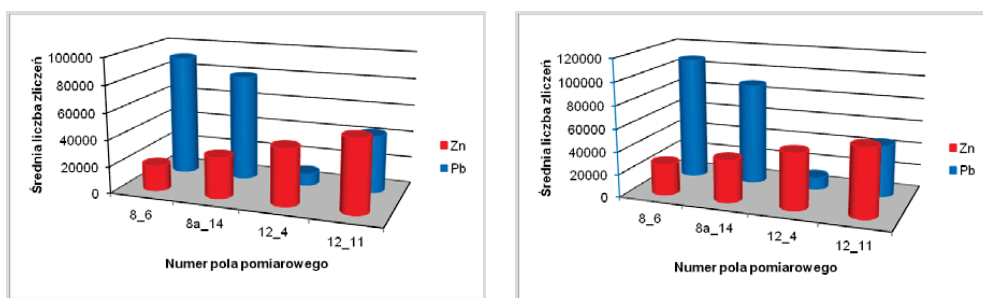 Średnia liczba zliczeń
100000
80000
60000
40000
20000
0
8_6
8a_14
12_4
12_11
Numer pola pomiarowego
Zn
Pb
Średnia liczba zliczeń
120000
100000
80000
60000
40000
20000
0
8_6
8a_14
12_4
12_11
Numer pola pomiarowego
Zn
Pb